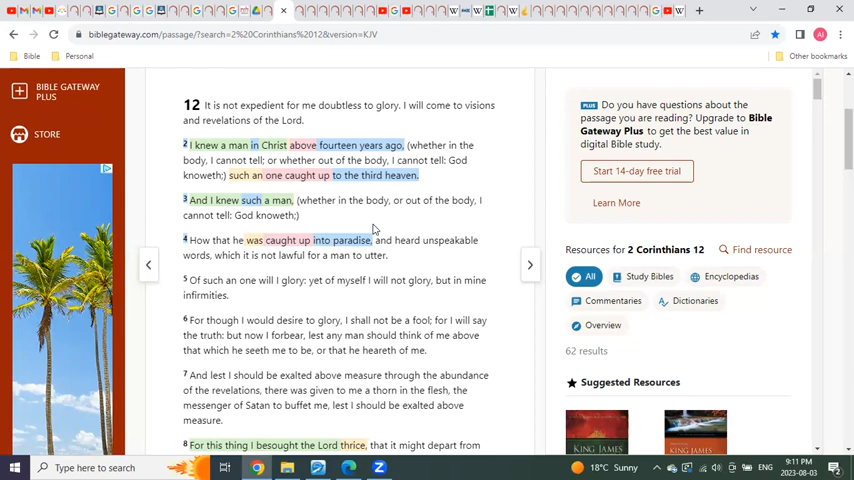 biblegateway.com/passage/?search=2%20Corinthians%2012&version=KJV
Bible
Personal
Other bookmarks
BIBLE GATEWAY
PLUS
STORE
12 It is not expedient for me doubtless to glory. I will come to visions
and revelations of the Lord.
2 I knew a man in Christ above fourteen years ago, (whether in the
body, I cannot tell; or whether out of the body, I cannot tell: God
knoweth;) such an one caught up to the third heaven.
3 And I knew such a man, (whether in the body, or out of the body, I
cannot tell: God knoweth;)
4 How that he was caught up into paradise, and heard unspeakable
words, which it is not lawful for a man to utter.
5 Of such an one will I glory: yet of myself I will not glory, but in mine
infirmities.
6 For though I would desire to glory, I shall not be a fool; for I will say
the truth: but now I forbear, lest any man should think of me above
that which he seeth me to be, or that he heareth of me.
7 And lest I should be exalted above measure through the abundance
of the revelations, there was given to me a thorn in the flesh, the
messenger of Satan to buffet me, lest I should be exalted above
measure.
8 For this thing I besought the Lord thrice, that it might depart from
PLUS Do you have questions about the
passage you are reading? Upgrade to Bible
Gateway Plus to get the best value in
digital Bible study.
Start 14-day free trial
Learn More
Resources for 2 Corinthians 12
Find resource
All
Study Bibles
Encyclopedias
Commentaries
Dictionaries
Overview
62 results
Suggested Resources
KING JAMES
KING JAMES
Type here to search
18°C Sunny
ENG
9:11 PM
2023-08-03
2